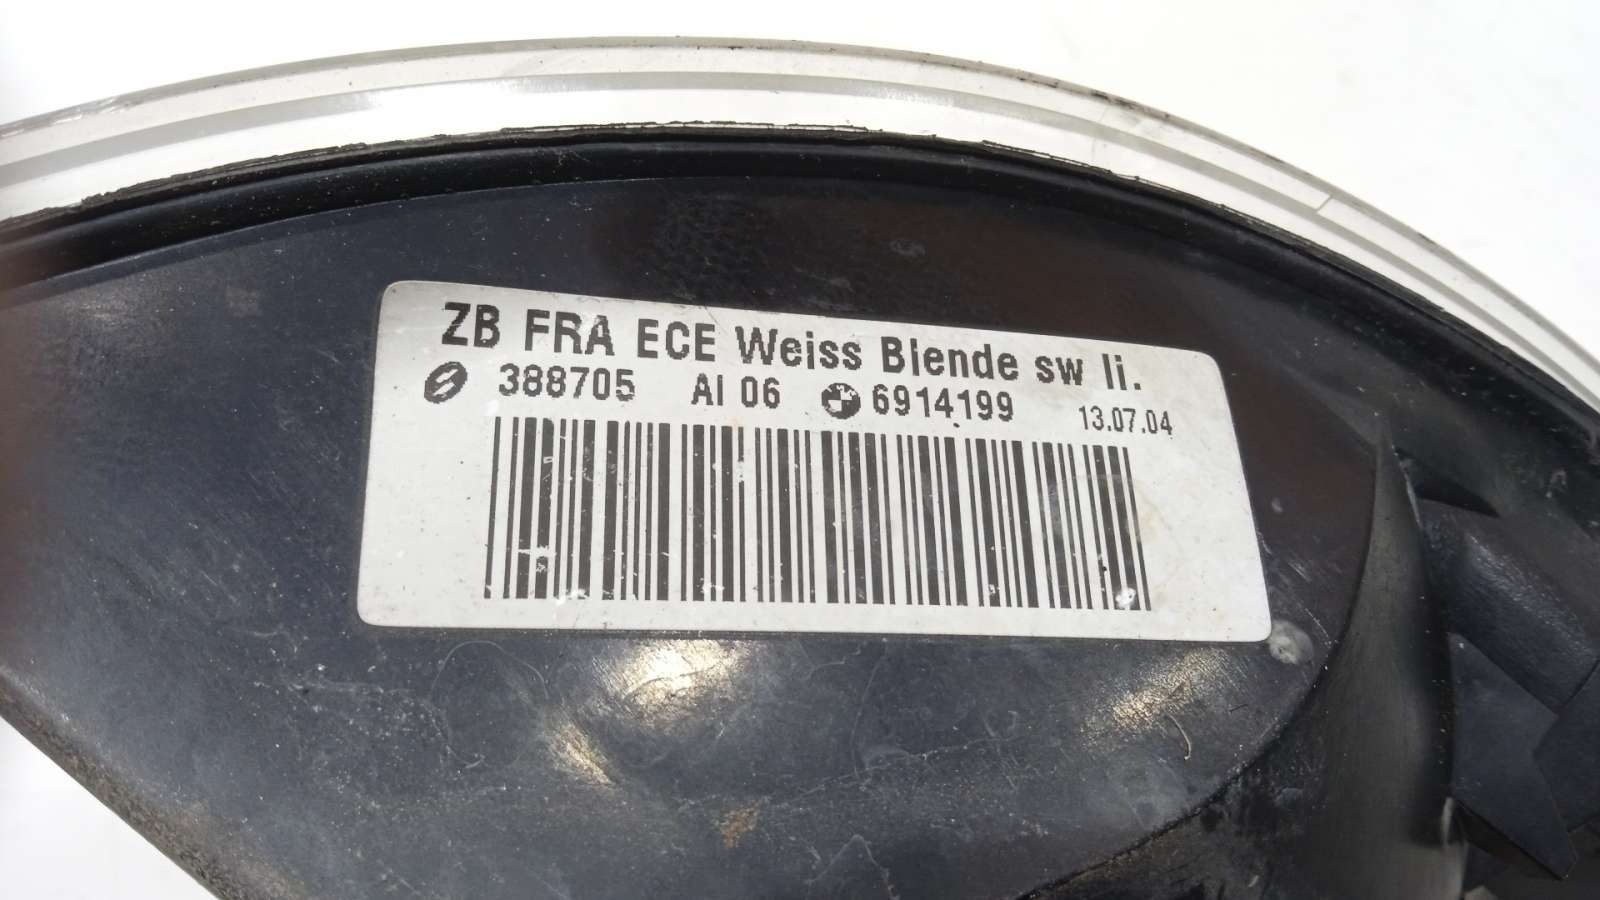 ZB FRA ECE Weiss Blende sw li.
388705 AI 06 6914199 13.07.04